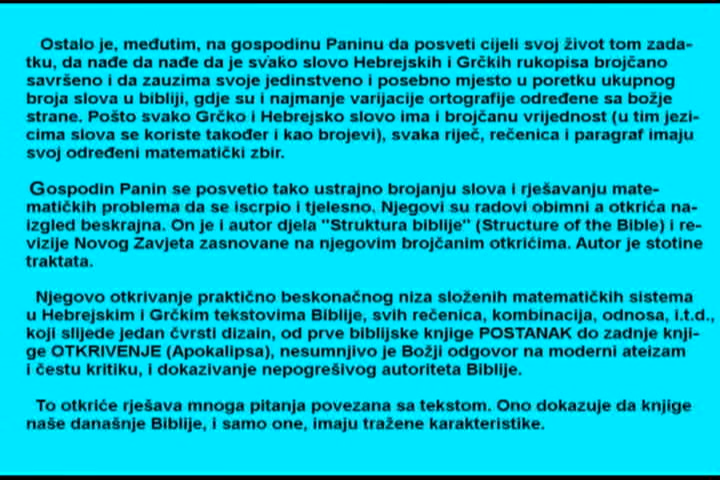 Ostalo je, međutim, na gospodinu Paninu da posveti cijeli svoj život tom zada-
tku, da nađe da nađe da je svako slovo Hebrejskih i Grčkih rukopisa brojčano
savršeno i da zauzima svoje jedinstveno i posebno mjesto u poretku ukupnog
broja slova u bibliji, gdje su i najmanje varijacije ortografije određene sa božje
strane. Pošto svako Grčko i Hebrejsko slovo ima i brojčanu vrijednost (u tim jezi-
cima slova se koriste također i kao brojevi), svaka riječ, rečenica i paragraf imaju
svoj određeni matematički zbir.
Gospodin Panin se posvetio tako ustrajno brojanju slova i rješavanju mate-
matičkih problema da se iscrpio i tjelesno. Njegovi su radovi obimni a otkrića na-
izgled beskrajna. On je i autor djela "Struktura biblije" (Structure of the Bible) i re-
vizije Novog Zavjeta zasnovane na njegovim brojčanim otkrićima. Autor je stotine
traktata.
Njegovo otkrivanje praktično beskonačnog niza složenih matematičkih sistema
u Hebrejskim i Grčkim tekstovima Biblije, svih rečenica, kombinacija, odnosa, i.t.d.,
koji slijede jedan čvrsti dizain, od prve biblijske knjige POSTANAK do zadnje knji-
ge OTKRIVENJE (Apokalipsa), nesumnjivo je Božji odgovor na moderni ateizam
i čestu kritiku, i dokazivanje nepogrešivog autoriteta Biblije.
To otkriće rješava mnoga pitanja povezana sa tekstom. Ono dokazuje da knjige
naše današnje Biblije, i samo one, imaju tražene karakteristike.